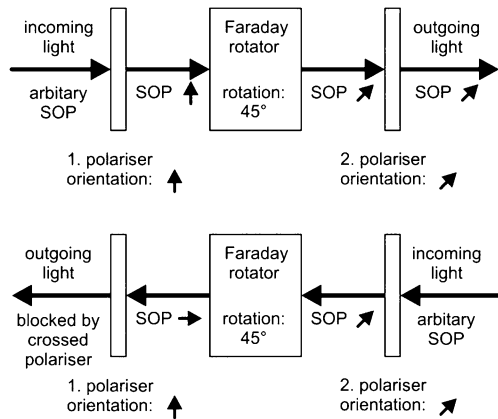 incoming
light
arbitary
SOP
SOP
Faraday
rotator
rotation:
45°
SOP
outgoing
light
SOP
1. polariser
orientation:
2. polariser
orientation:
outgoing
light
blocked by
crossed
polariser
SOP
Faraday
rotator
rotation:
45°
SOP
incoming
light
arbitary
SOP
1. polariser
orientation:
2. polariser
orientation: